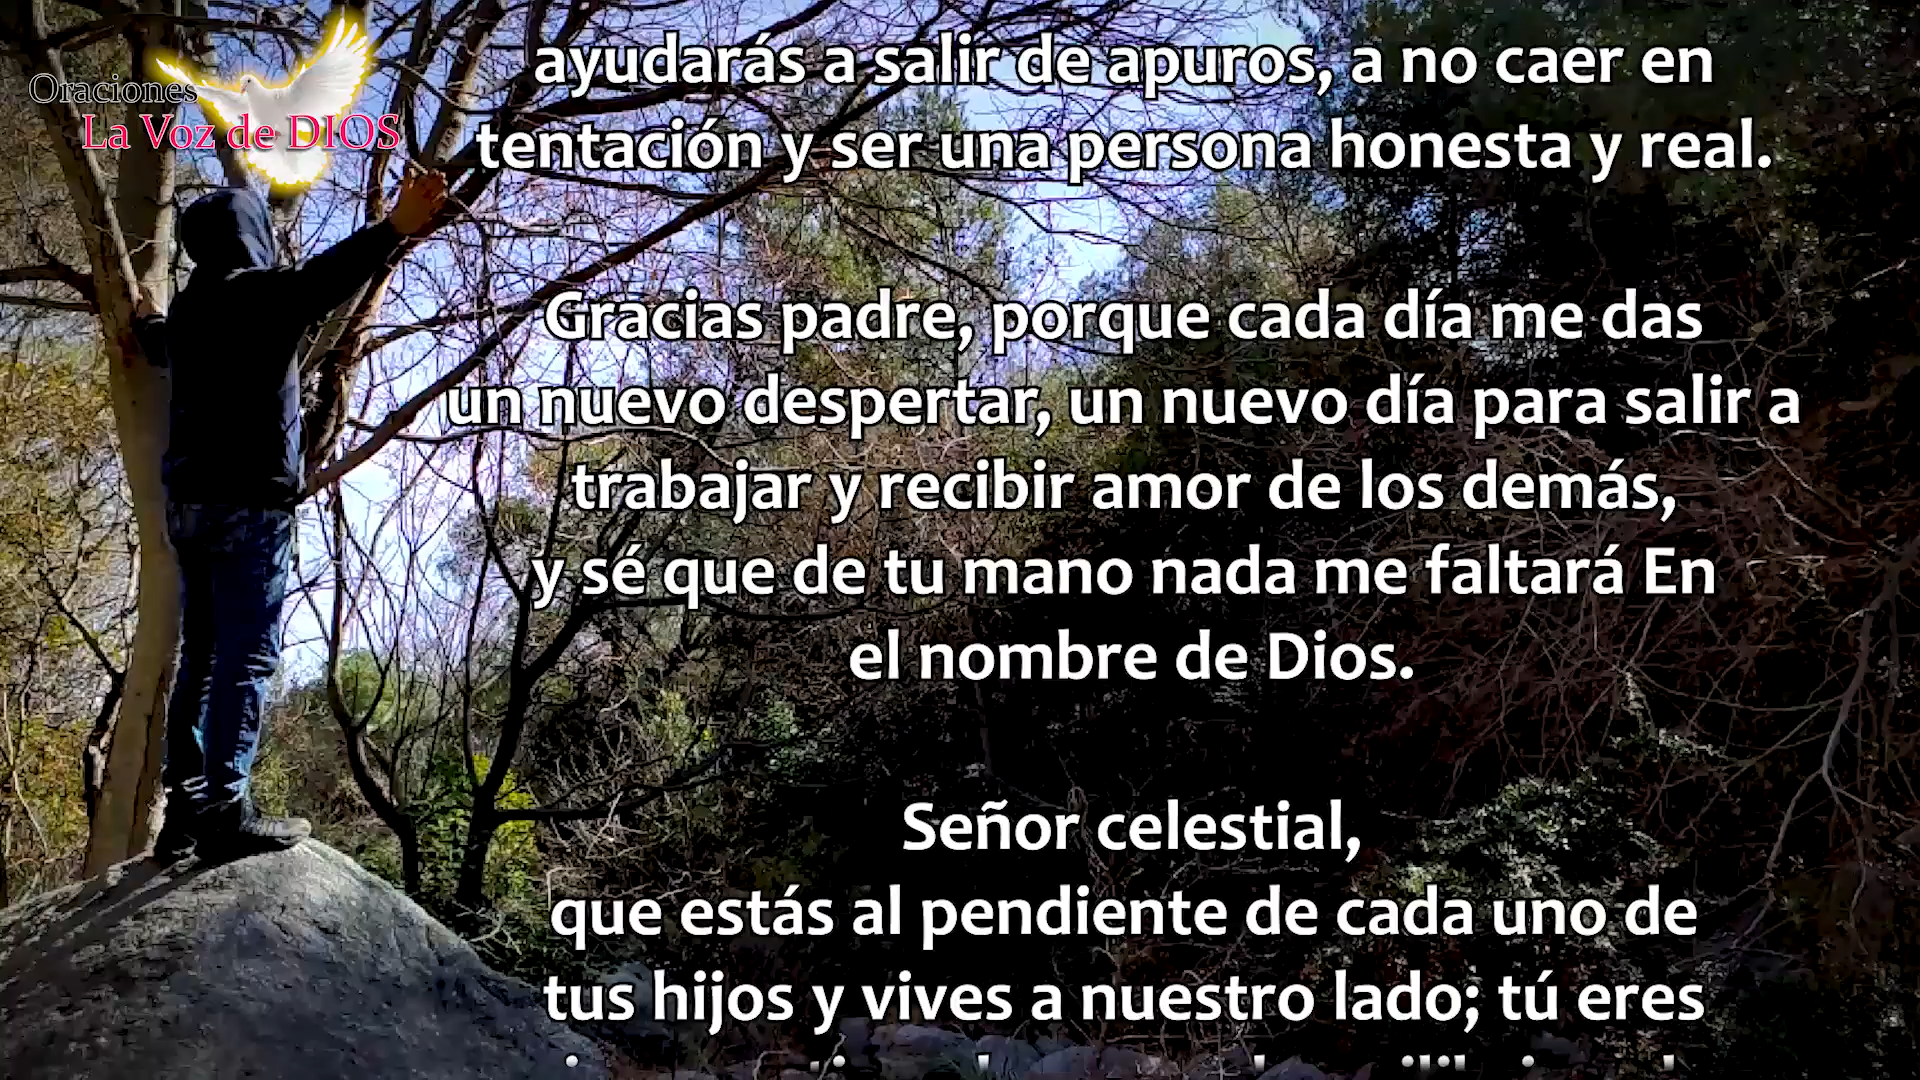 Oraciones
La Voz de DIOS
ayudarás a salir de apuros, a no caer en
tentación y ser una persona honesta y real.
Gracias padre, porque cada día me das
un nuevo despertar, un nuevo día para salir a
trabajar y recibir amor de los demás,
y sé que de tu mano nada me faltará En
el nombre de Dios.
Señor celestial,
que estás al pendiente de cada uno de
tus hijos y vives a nuestro lado; tú eres